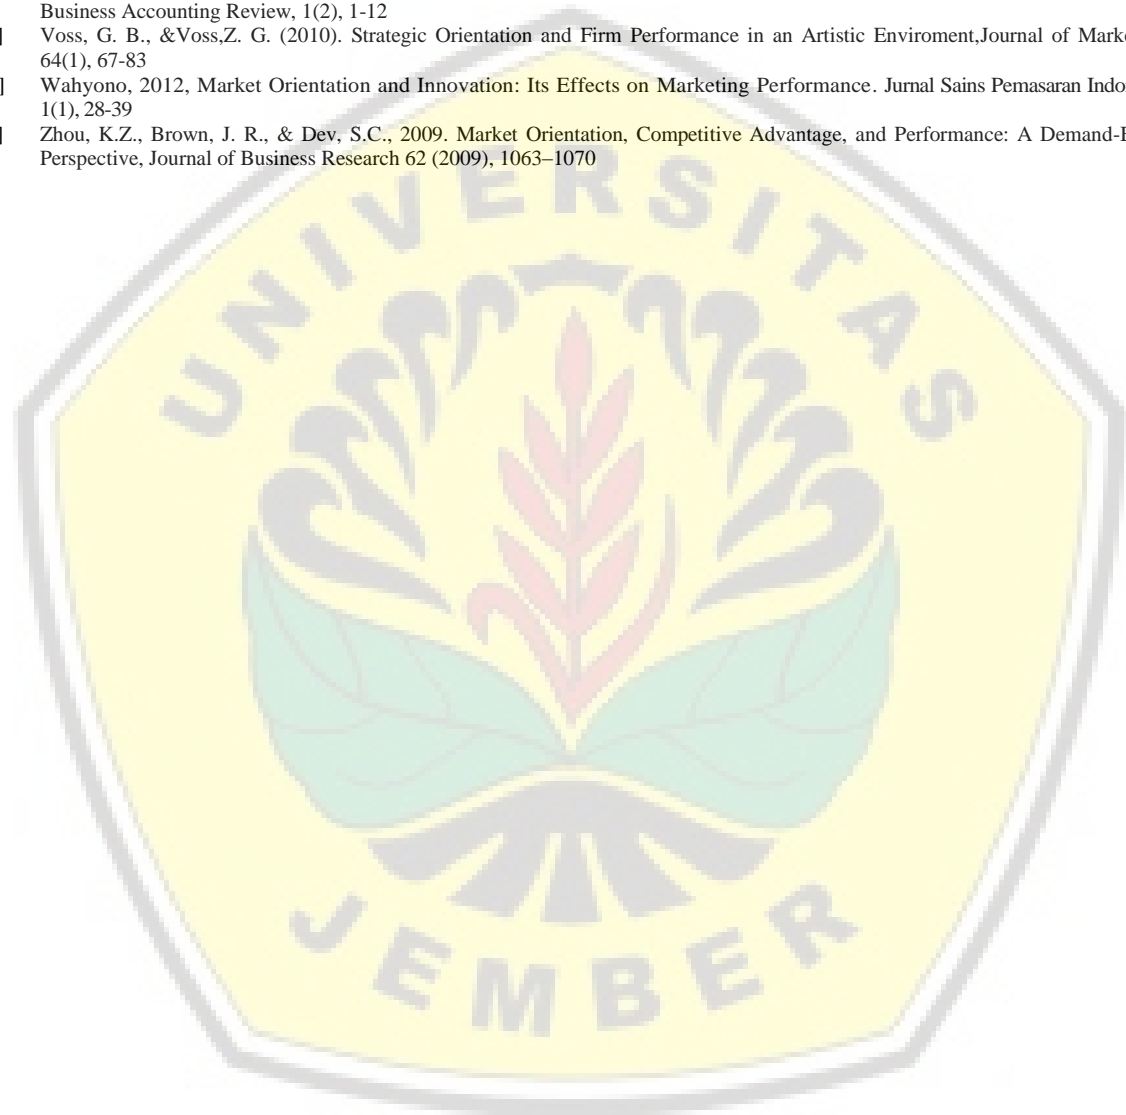 Business Accounting Review, 1(2), 1-12
] Voss, G. B., &Voss,Z. G. (2010). Strategic Orientation and Firm Performance in an Artistic Enviroment,Journal of Marke
64(1), 67-83
] Wahyono, 2012, Market Orientation and Innovation: Its Effects on Marketing Performance. Jurnal Sains Pemasaran Indo
1(1), 28-39
] Zhou, K.Z., Brown, J. R., & Dev, S.C., 2009. Market Orientation, Competitive Advantage, and Performance: A Demand-
Perspective, Journal of Business Research 62 (2009), 1063–1070
UNIVERSITAS
JEMBER